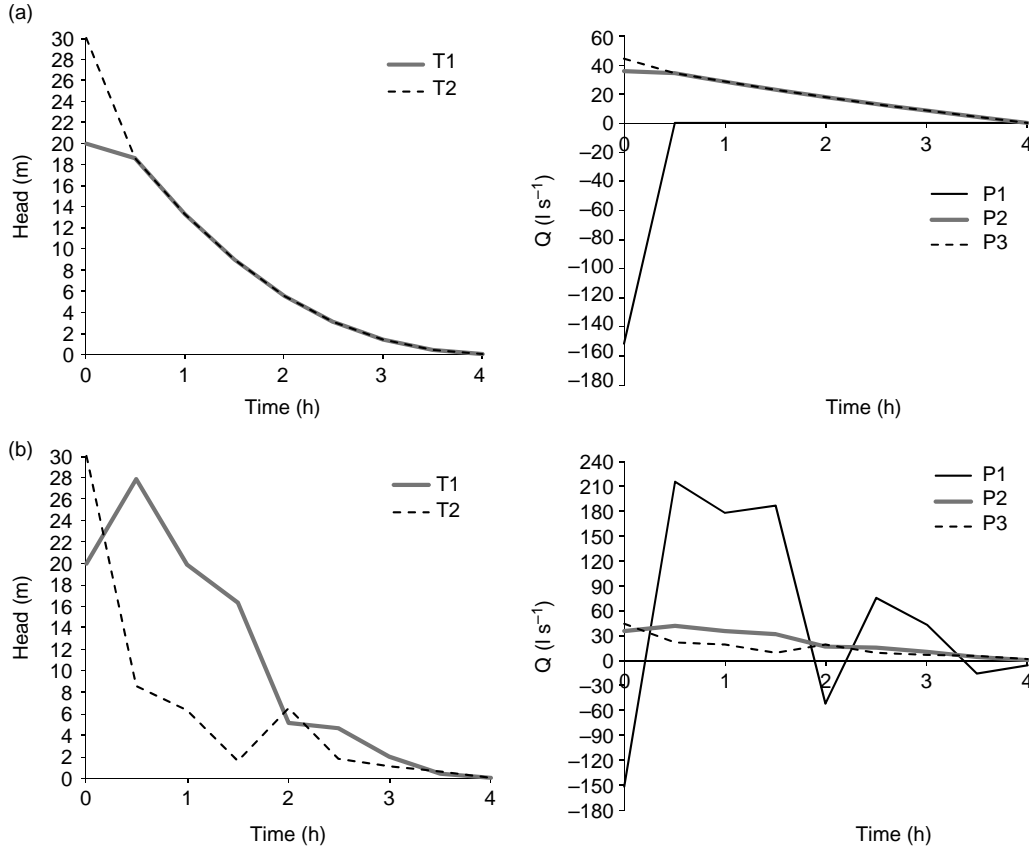 (a)
30
28
26
24
22
20
18
16
14
12
10
8
6
4
2
0
Head (m)
0 1 2 3 4
Time (h)
T1
T2
60
40
20
0
–20
–40
–60
–80
–100
–120
–140
–160
–180
Q (l s⁻¹)
0 1 2 3 4
Time (h)
P1
P2
P3
(b)
30
28
26
24
22
20
18
16
14
12
10
8
6
4
2
0
Head (m)
0 1 2 3 4
Time (h)
T1
T2
240
210
180
150
120
90
60
30
0
–30
–60
–90
–120
–150
–180
Q (l s⁻¹)
0 1 2 3 4
Time (h)
P1
P2
P3